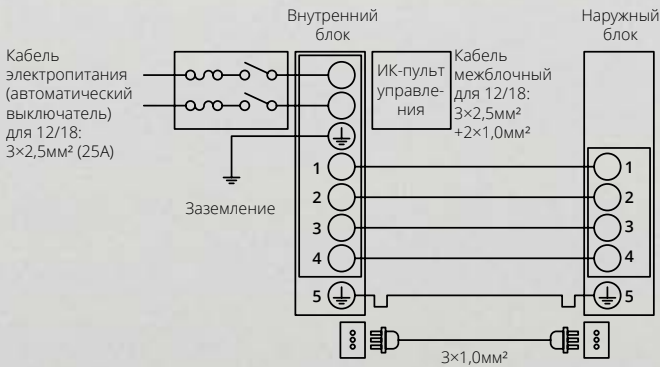 Внутренний
блок
Наружный
блок
Кабель
электропитания
(автоматический
выключатель)
для 12/18:
3×2,5мм² (25А)
ИК-пульт
управле-
ния
Кабель
межблочный
для 12/18:
3×2,5мм²
+2×1,0мм²
Заземление
1
2
3
4
5
1
2
3
4
5
3×1,0мм²